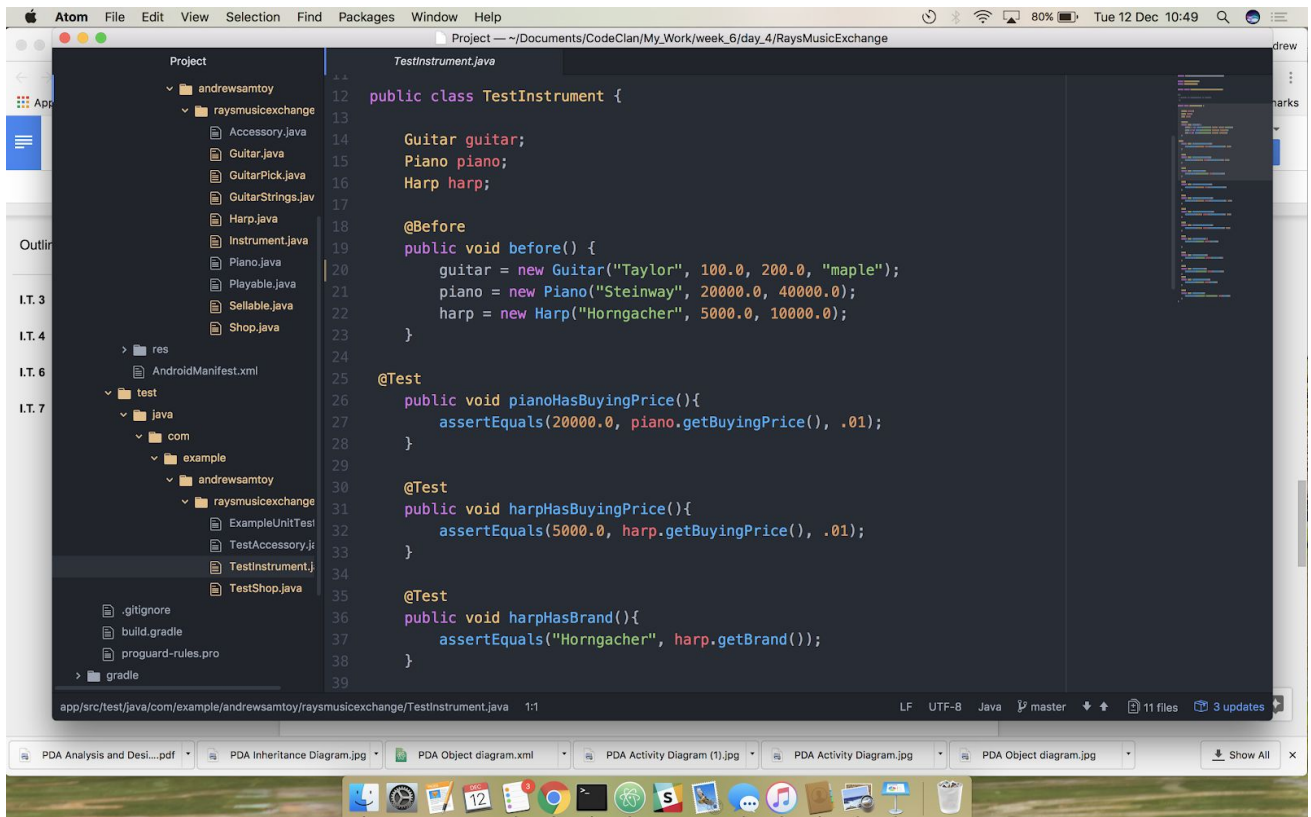 Atom File Edit View Selection Find Packages Window Help 80% Tue 12 Dec 10:49
Project — ~/Documents/CodeClan/My_Work/week_6/day_4/RaysMusicExchange
Project
andrewsamtoy
raysmusicexchange
Accessory.java
Guitar.java
GuitarPick.java
GuitarStrings.jav
Harp.java
Instrument.java
Piano.java
Playable.java
Sellable.java
Shop.java
res
AndroidManifest.xml
test
java
com
example
andrewsamtoy
raysmusicexchange
ExampleUnitTest
TestAccessory.ja
TestInstrument.j
TestShop.java
.gitignore
build.gradle
proguard-rules.pro
gradle
TestInstrument.java
11
12 public class TestInstrument {
13
14 Guitar guitar;
15 Piano piano;
16 Harp harp;
17
18 @Before
19 public void before() {
20 guitar = new Guitar("Taylor", 100.0, 200.0, "maple");
21 piano = new Piano("Steinway", 20000.0, 40000.0);
22 harp = new Harp("Horngacher", 5000.0, 10000.0);
23 }
24
25 @Test
26 public void pianoHasBuyingPrice(){
27 assertEquals(20000.0, piano.getBuyingPrice(), .01);
28 }
29
30 @Test
31 public void harpHasBuyingPrice(){
32 assertEquals(5000.0, harp.getBuyingPrice(), .01);
33 }
34
35 @Test
36 public void harpHasBrand(){
37 assertEquals("Horngacher", harp.getBrand());
38 }
39
app/src/test/java/com/example/andrewsamtoy/raysmusicexchange/TestInstrument.java 1:1 LF UTF-8 Java master 11 files 3 updates
App
Outlin
I.T. 3
I.T. 4
I.T. 6
I.T. 7
drew
arks
PDA Analysis and Desi....pdf PDA Inheritance Diagram.jpg PDA Object diagram.xml PDA Activity Diagram (1).jpg PDA Activity Diagram.jpg PDA Object diagram.jpg Show All
DEC
12
3
S